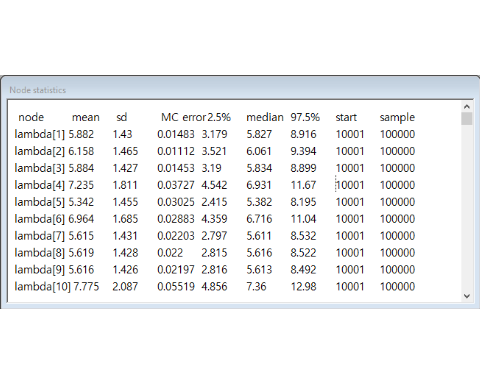 Node statistics
node mean sd MC error 2.5% median 97.5% start sample
lambda[1] 5.882 1.43 0.01483 3.179 5.827 8.916 10001 100000
lambda[2] 6.158 1.465 0.01112 3.521 6.061 9.394 10001 100000
lambda[3] 5.884 1.427 0.01453 3.19 5.834 8.899 10001 100000
lambda[4] 7.235 1.811 0.03727 4.542 6.931 11.67 10001 100000
lambda[5] 5.342 1.455 0.03025 2.415 5.382 8.195 10001 100000
lambda[6] 6.964 1.685 0.02883 4.359 6.716 11.04 10001 100000
lambda[7] 5.615 1.431 0.02203 2.797 5.611 8.532 10001 100000
lambda[8] 5.619 1.428 0.022 2.815 5.616 8.522 10001 100000
lambda[9] 5.616 1.426 0.02197 2.816 5.613 8.492 10001 100000
lambda[10] 7.775 2.087 0.05519 4.856 7.36 12.98 10001 100000